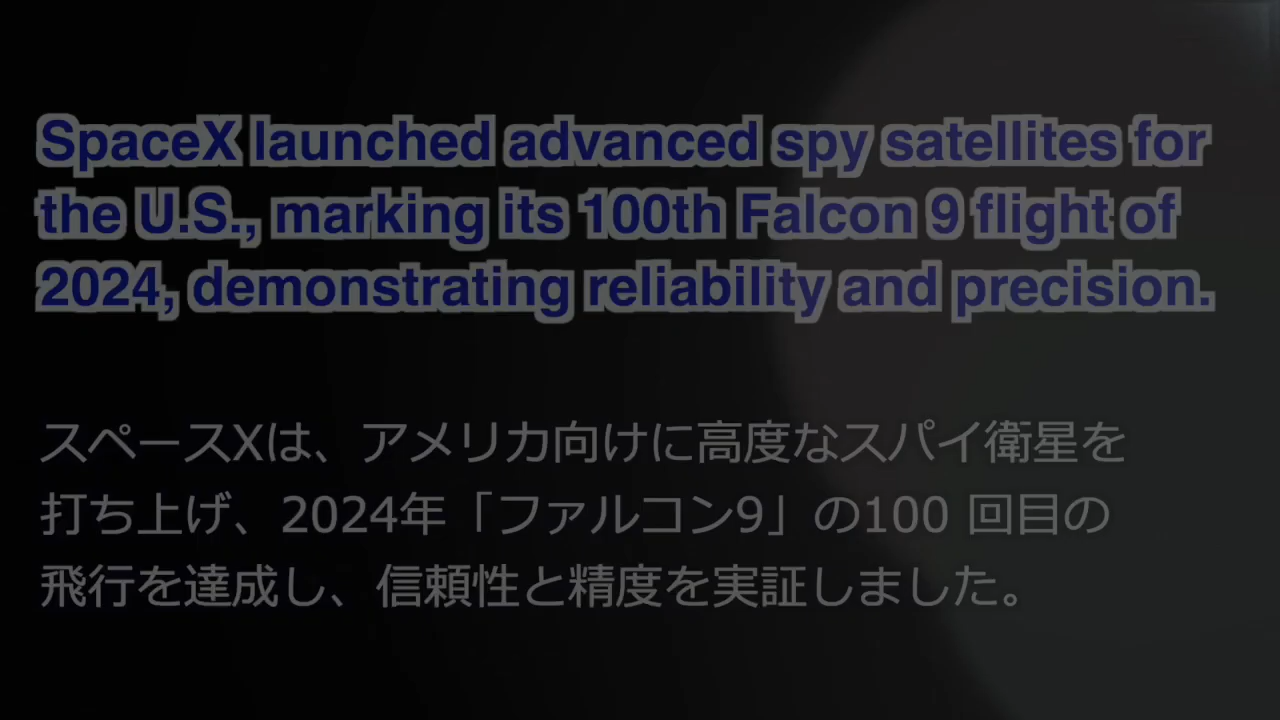 SpaceX launched advanced spy satellites for
the U.S., marking its 100th Falcon 9 flight of
2024, demonstrating reliability and precision.
スペースXは、アメリカ向けに高度なスパイ衛星を
打ち上げ、2024年「ファルコン9」の100 回目の
飛行を達成し、信頼性と精度を実証しました。